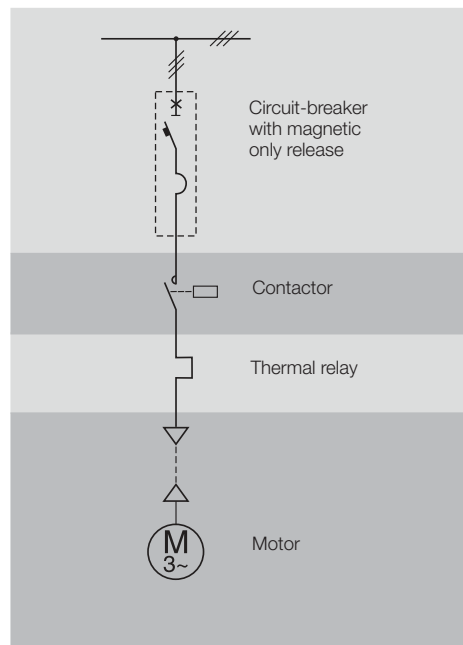 Circuit-breaker
with magnetic
only release
Contactor
Thermal relay
Motor
M
3~